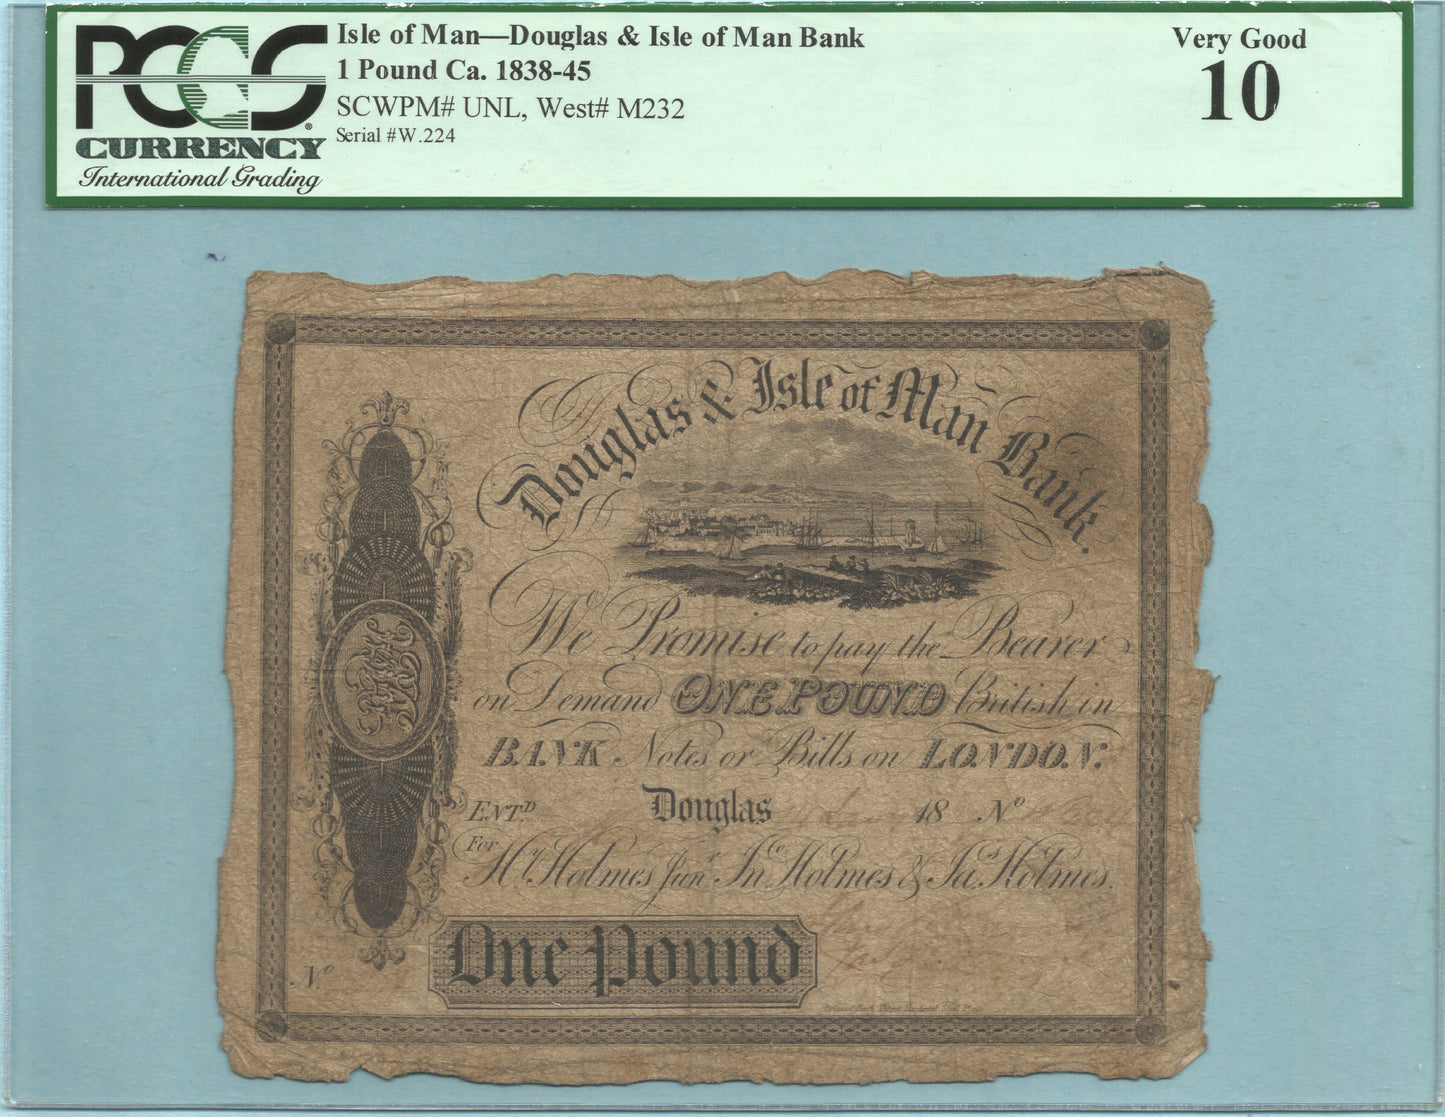 PCGS
CURRENCY
International Grading
Isle of Man—Douglas & Isle of Man Bank
1 Pound Ca. 1838-45
SCWPM# UNL, West# M232
Serial #W.224
Very Good
10
Douglas & Isle of Man Bank.
We Promise to pay the Bearer
on Demand ONE POUND British in
BANK Notes or Bills on LONDON.
ENTD Douglas 18 No
For
Hy. Holmes Junr. Jno. Holmes & Jas. Holmes.
One Pound
No